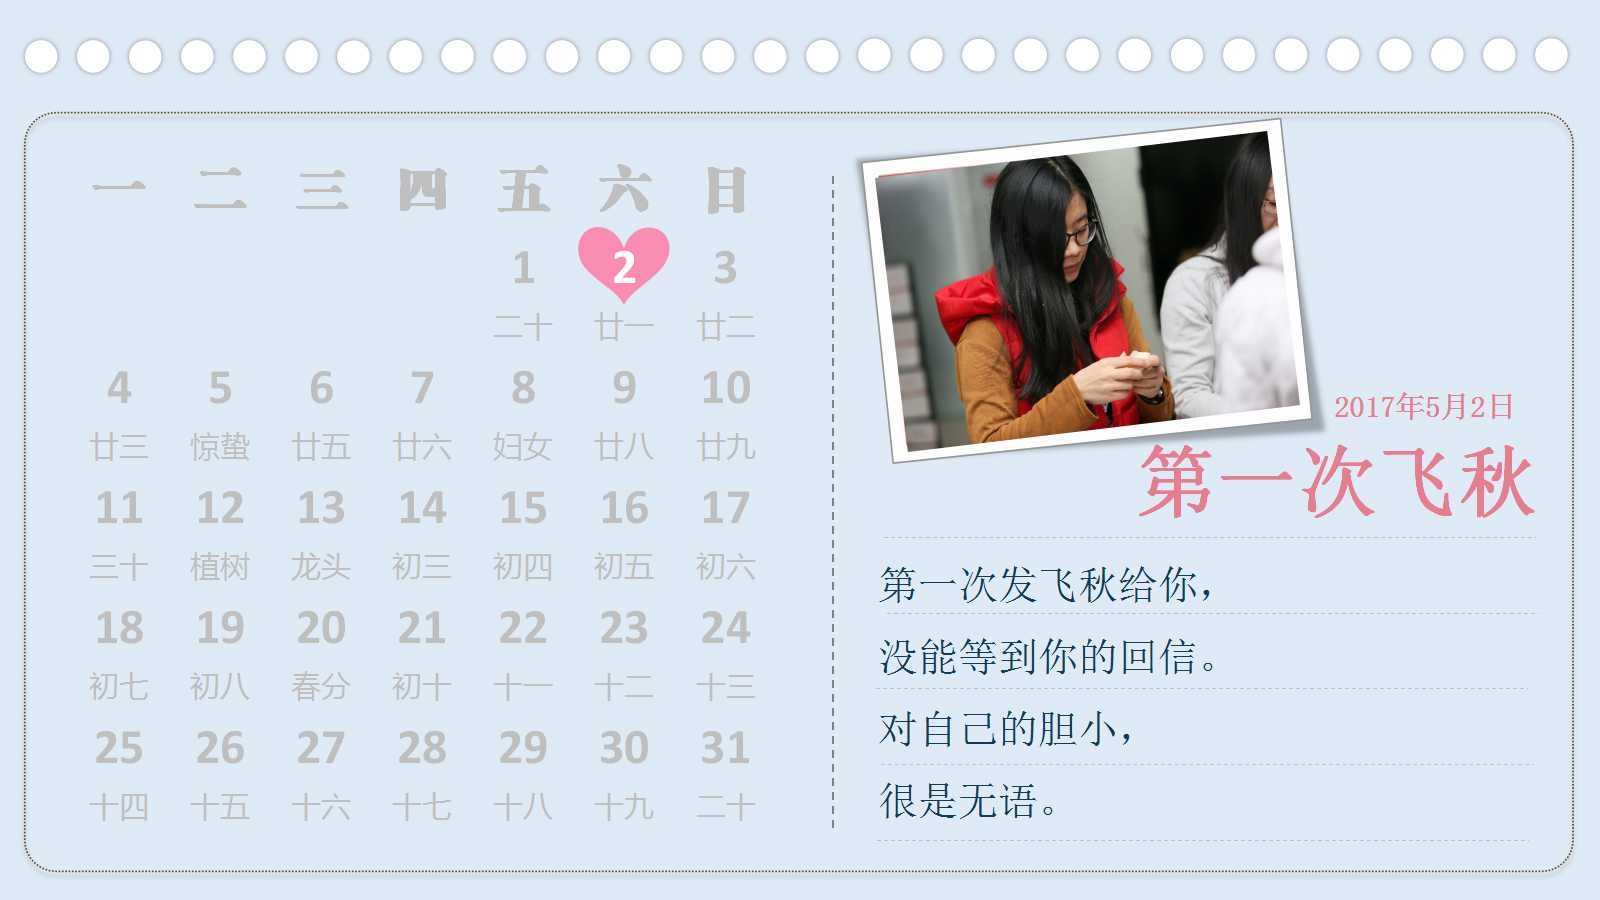 一 二 三 四 五 六 日
1 2 3
二十 廿一 廿二
4 5 6 7 8 9 10
廿三 惊蛰 廿五 廿六 妇女 廿八 廿九
11 12 13 14 15 16 17
三十 植树 龙头 初三 初四 初五 初六
18 19 20 21 22 23 24
初七 初八 春分 初十 十一 十二 十三
25 26 27 28 29 30 31
十四 十五 十六 十七 十八 十九 二十
2017年5月2日
第一次飞秋
第一次发飞秋给你，
没能等到你的回信。
对自己的胆小，
很是无语。